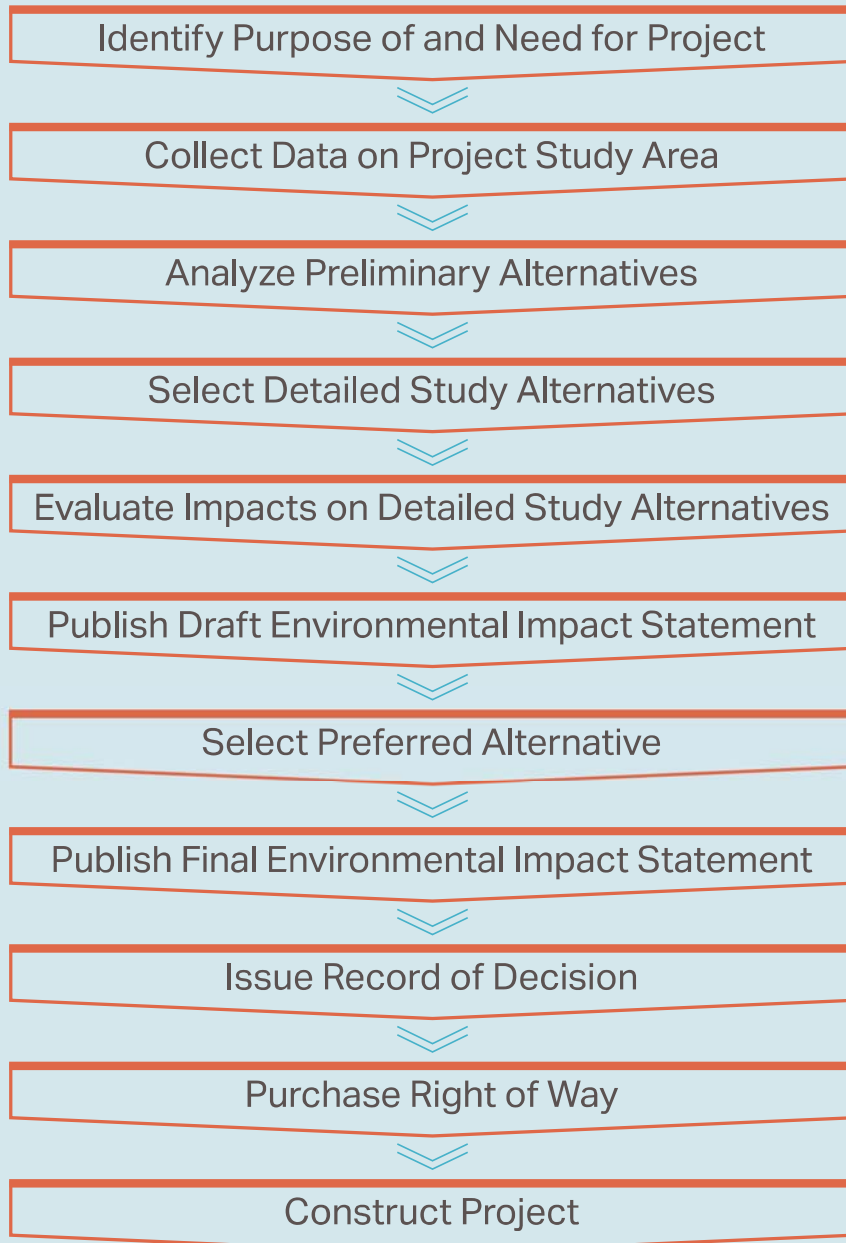 Identify Purpose of and Need for Project
Collect Data on Project Study Area
Analyze Preliminary Alternatives
Select Detailed Study Alternatives
Evaluate Impacts on Detailed Study Alternatives
Publish Draft Environmental Impact Statement
Select Preferred Alternative
Publish Final Environmental Impact Statement
Issue Record of Decision
Purchase Right of Way
Construct Project